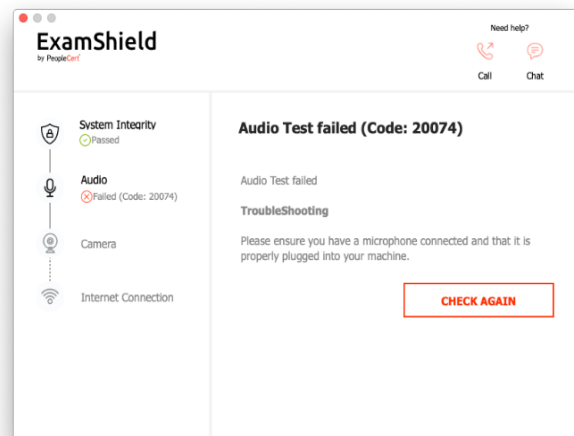 ExamShield
by PeopleCert
Need help?
Call
Chat
System Integrity
Passed
Audio
Failed (Code: 20074)
Camera
Internet Connection
Audio Test failed (Code: 20074)
Audio Test failed
TroubleShooting
Please ensure you have a microphone connected and that it is
properly plugged into your machine.
CHECK AGAIN